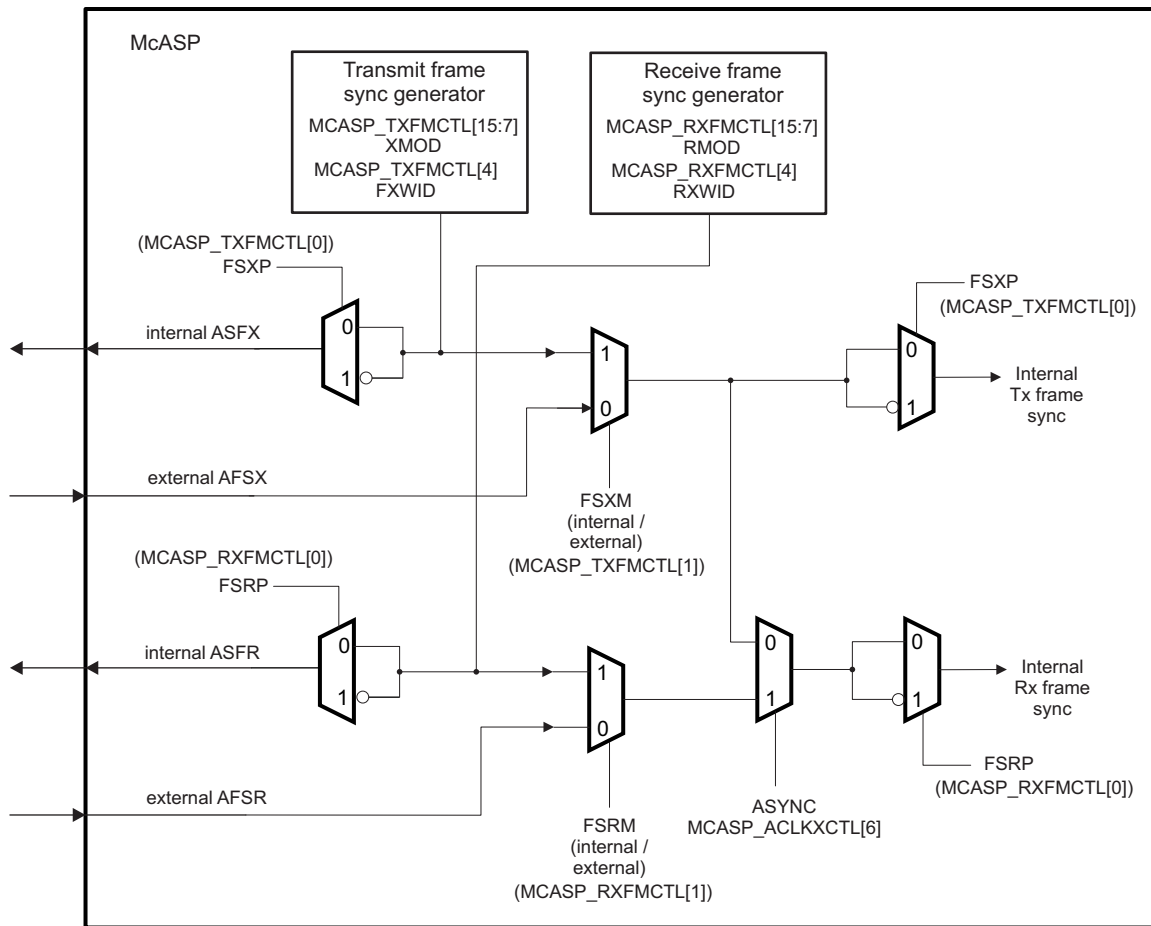 McASP
Transmit frame
sync generator
MCASP_TXFMCTL[15:7]
XMOD
MCASP_TXFMCTL[4]
FXWID
Receive frame
sync generator
MCASP_RXFMCTL[15:7]
RMOD
MCASP_RXFMCTL[4]
RXWID
(MCASP_TXFMCTL[0])
FSXP
internal ASFX
0
1
1
0
FSXP
(MCASP_TXFMCTL[0])
0
1
Internal
Tx frame
sync
external AFSX
FSXM
(internal /
external)
(MCASP_TXFMCTL[1])
(MCASP_RXFMCTL[0])
FSRP
internal ASFR
0
1
1
0
0
1
0
1
Internal
Rx frame
sync
external AFSR
FSRM
(internal /
external)
(MCASP_RXFMCTL[1])
ASYNC
MCASP_ACLKXCTL[6]
FSRP
(MCASP_RXFMCTL[0])